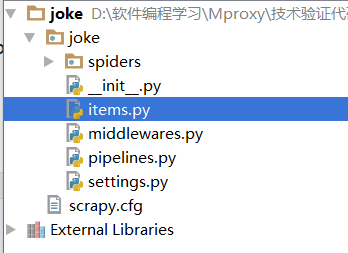 joke D:\软件编程学习\Mproxy\技术验证代
joke
spiders
__init__.py
items.py
middlewares.py
pipelines.py
settings.py
scrapy.cfg
External Libraries